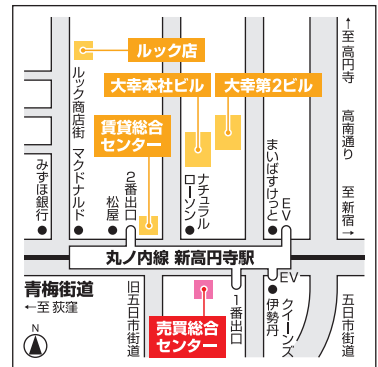 ルック店
大幸本社ビル
大幸第2ビル
賃貸総合
センター
←至高円寺
高南通り
至新宿→
ルック商店街
マクドナルド
みずほ銀行
松屋
2番出口
ナチュラル
ローソン
まいばすけっと
EV
丸ノ内線 新高円寺駅
青梅街道
←至 荻窪
旧五日市街道
売買総合
センター
1番出口
EV
クイーンズ
伊勢丹
五日市街道
N